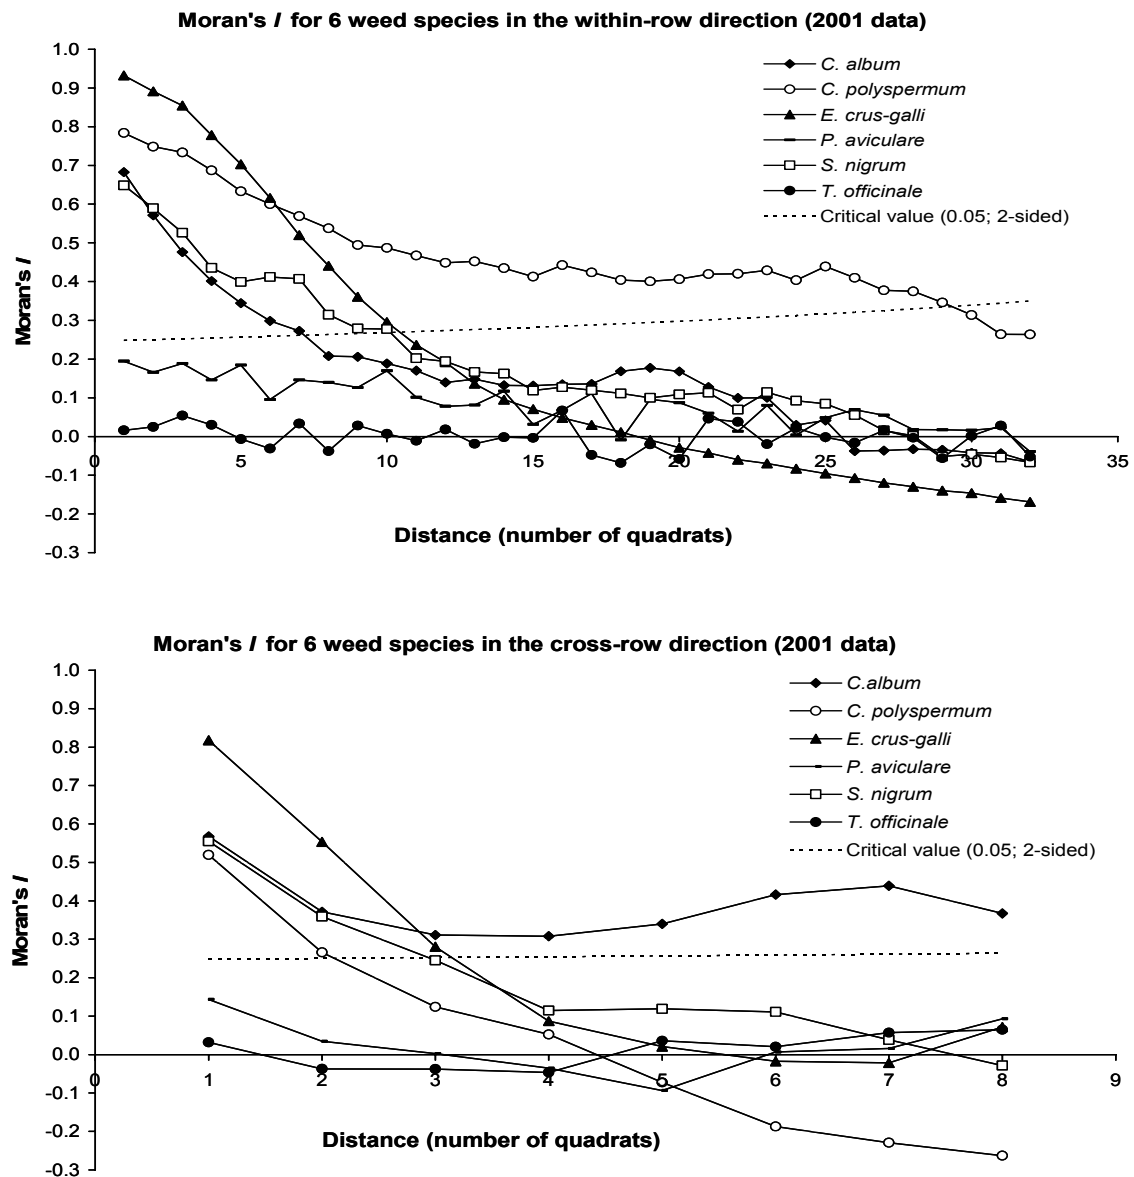 Moran's I for 6 weed species in the within-row direction (2001 data)
1.0
0.9
0.8
0.7
0.6
0.5
0.4
0.3
0.2
0.1
0.0
-0.1
-0.2
-0.3
Moran's I
C. album
C. polyspermum
E. crus-galli
P. aviculare
S. nigrum
T. officinale
Critical value (0.05; 2-sided)
0 5 10 15 20 25 30 35
Distance (number of quadrats)
Moran's I for 6 weed species in the cross-row direction (2001 data)
1.0
0.9
0.8
0.7
0.6
0.5
0.4
0.3
0.2
0.1
0.0
-0.1
-0.2
-0.3
Moran's I
C.album
C. polyspermum
E. crus-galli
P. aviculare
S. nigrum
T. officinale
Critical value (0.05; 2-sided)
0 1 2 3 4 5 6 7 8 9
Distance (number of quadrats)